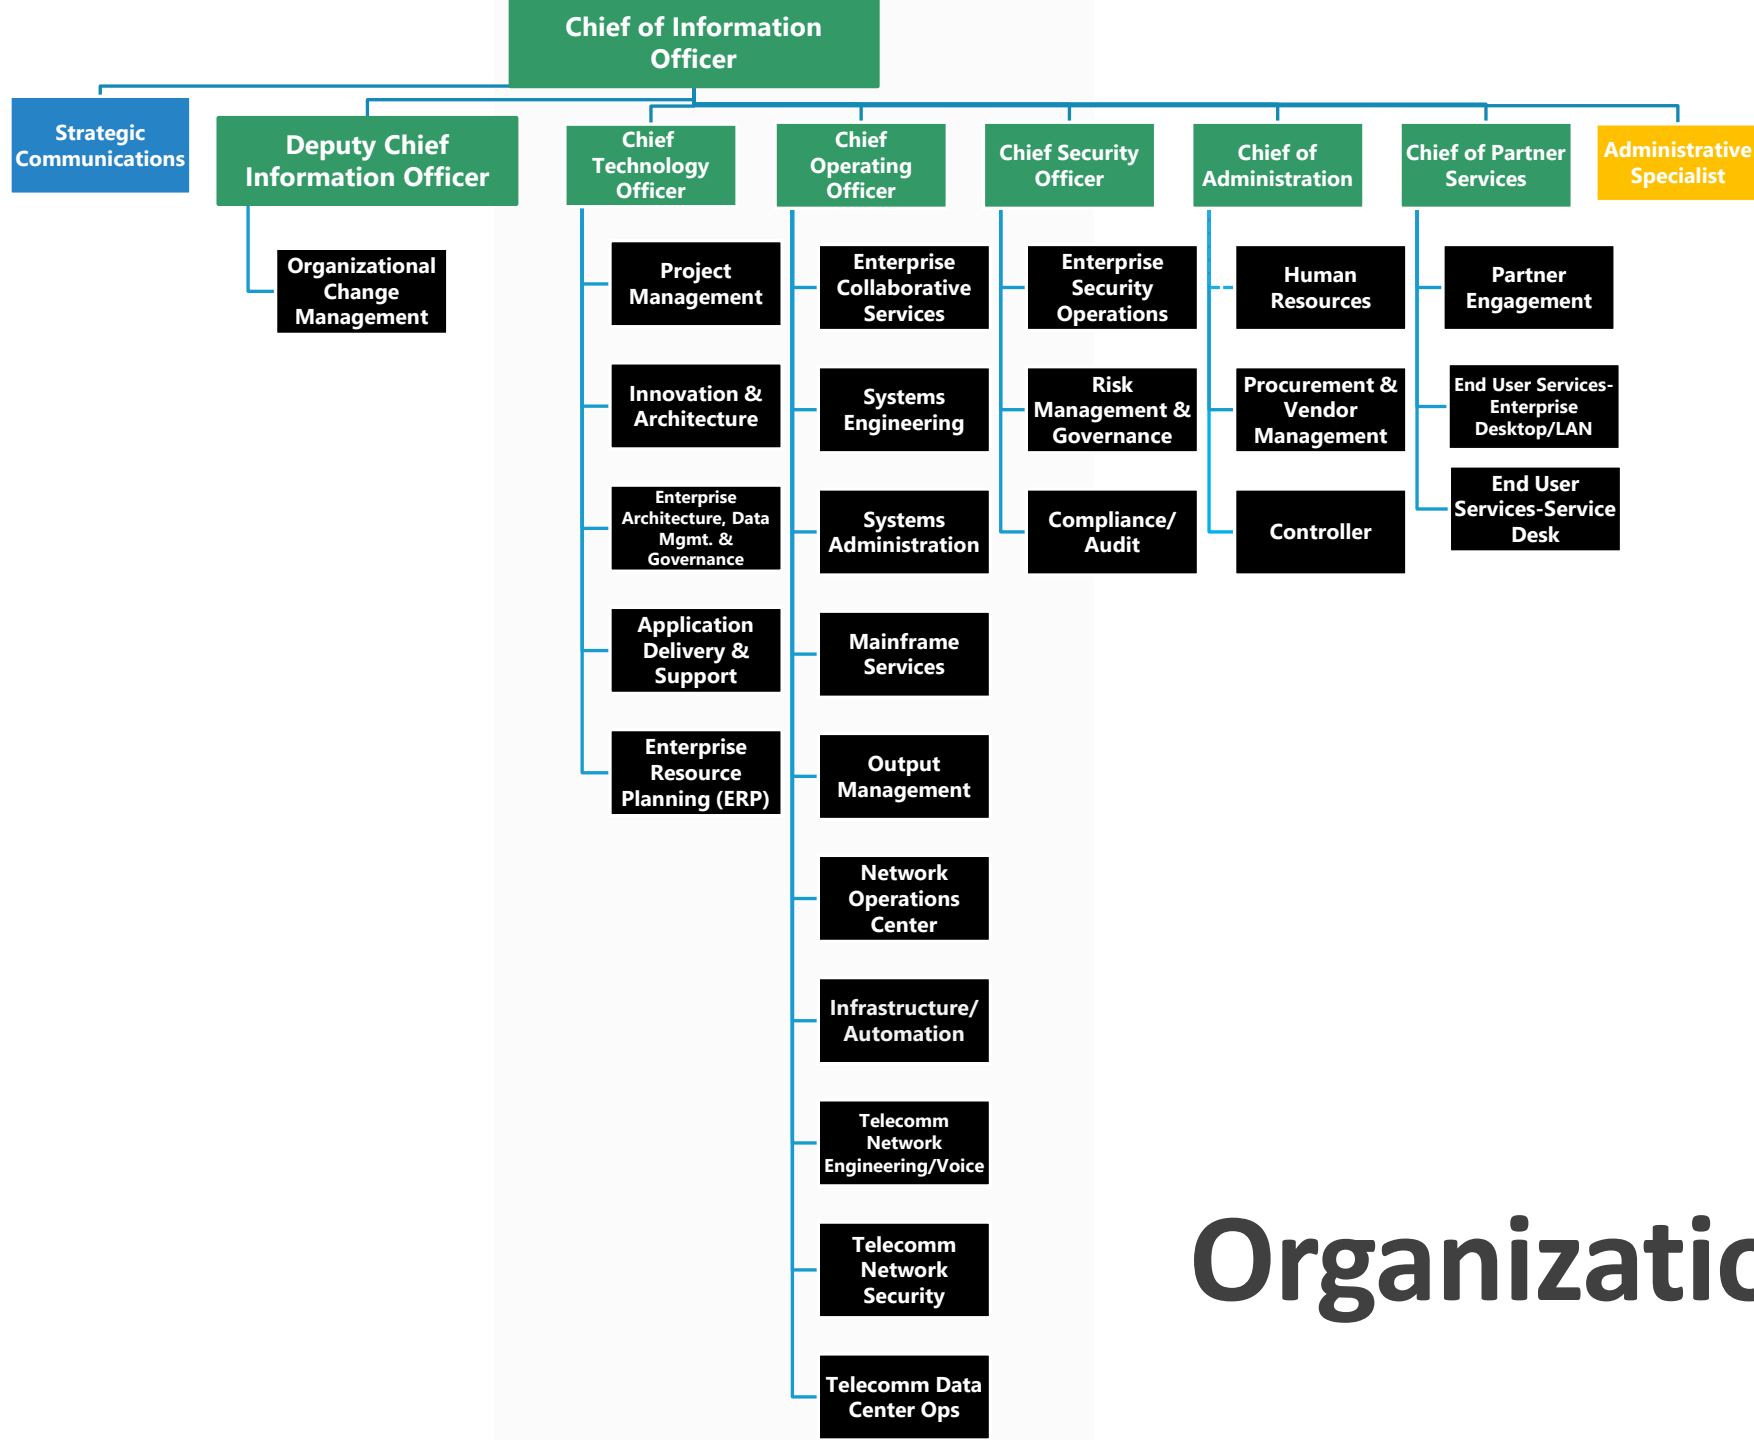 Chief of Information
Officer
Strategic
Communications
Deputy Chief
Information Officer
Chief
Technology
Officer
Chief
Operating
Officer
Chief Security
Officer
Chief of
Administration
Chief of Partner
Services
Administrative
Specialist
Organizational
Change
Management
Project
Management
Innovation &
Architecture
Enterprise
Architecture, Data
Mgmt. &
Governance
Application
Delivery &
Support
Enterprise
Resource
Planning (ERP)
Enterprise
Collaborative
Services
Systems
Engineering
Systems
Administration
Mainframe
Services
Output
Management
Network
Operations
Center
Infrastructure/
Automation
Telecomm
Network
Engineering/Voice
Telecomm
Network
Security
Telecomm Data
Center Ops
Enterprise
Security
Operations
Risk
Management &
Governance
Compliance/
Audit
Human
Resources
Procurement &
Vendor
Management
Controller
Partner
Engagement
End User Services-
Enterprise
Desktop/LAN
End User
Services-Service
Desk
Organizatio